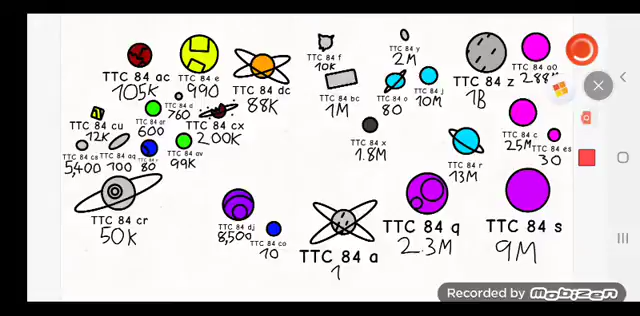 TTC 84 ac
105K
TTC 84 e
990
TTC 84 dc
88K
TTC 84 f
10K
TTC 84 y
2M
TTC 84 bc
1M
TTC 84 o
80
TTC 84 j
10M
TTC 84 z
1B
TTC 84 a0
288K
TTC 84 cu
12K
TTC 84 ar
600
TTC 84 d
760
TTC 84 cx
200K
TTC 84 cs
5,400
TTC 84 aq
100
80
TTC 84 av
99K
TTC 84 x
1.8M
TTC 84 r
13M
TTC 84 c
25M
TTC 84 es
30
TTC 84 cr
50K
TTC 84 dj
8,500
TTC 84 co
10
TTC 84 a
1
TTC 84 q
2.3M
TTC 84 s
9M
Recorded by mobizen